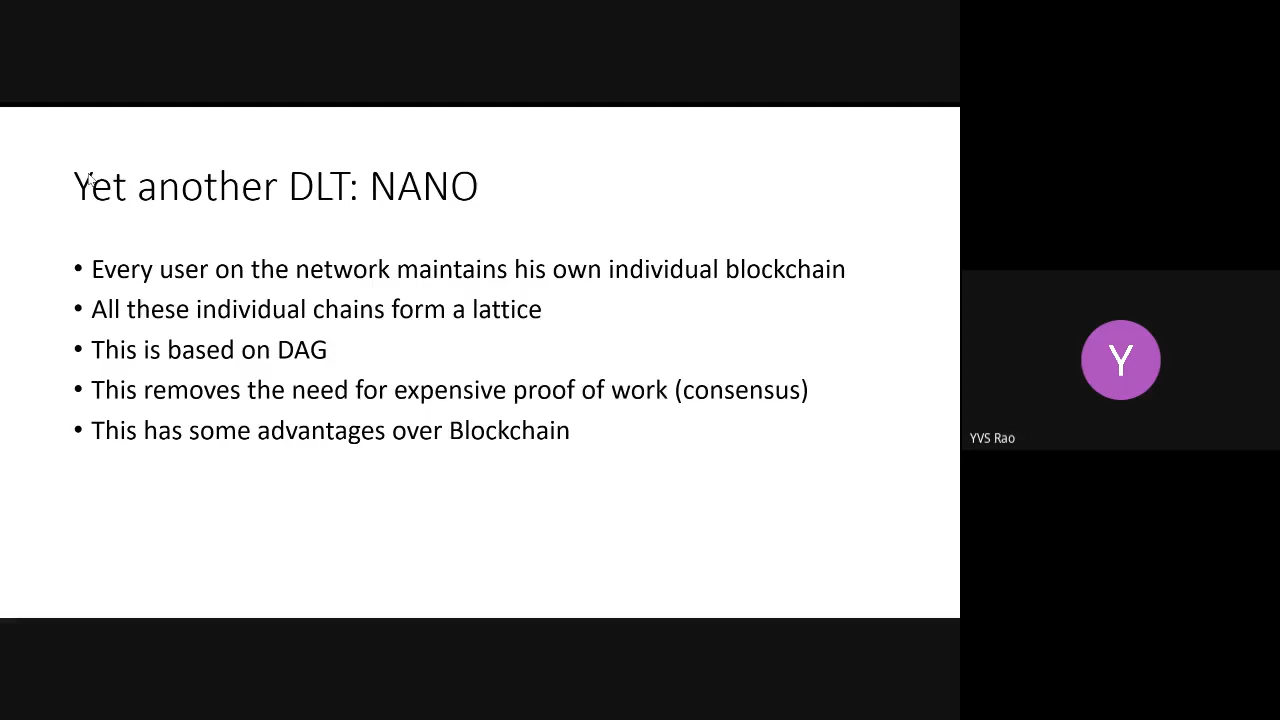 Yet another DLT: NANO
• Every user on the network maintains his own individual blockchain
• All these individual chains form a lattice
• This is based on DAG
• This removes the need for expensive proof of work (consensus)
• This has some advantages over Blockchain
Y
YVS Rao